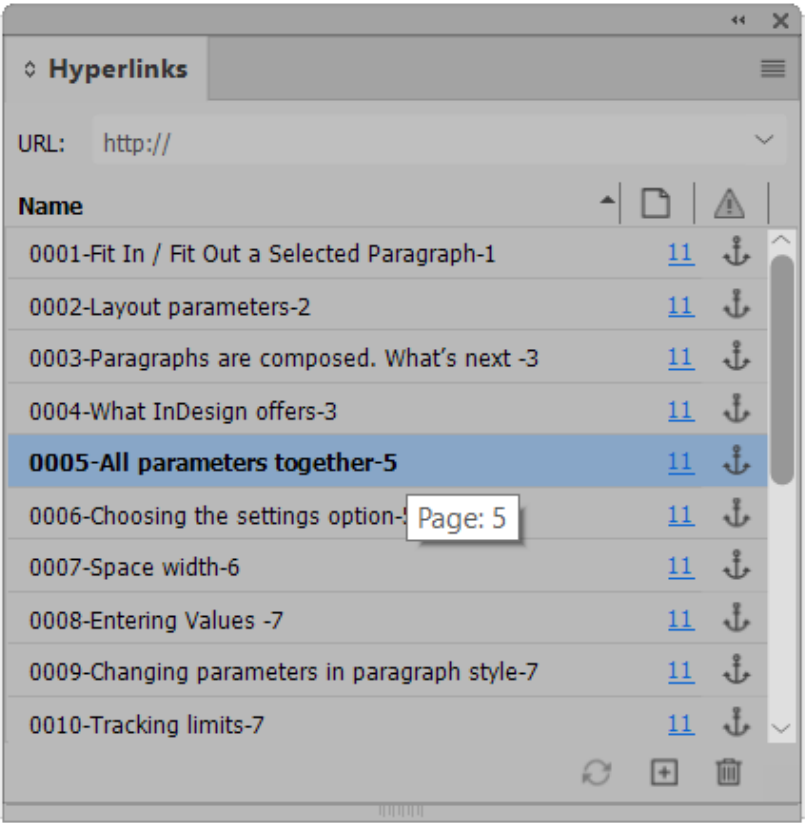 Hyperlinks
URL: http://
Name
0001-Fit In / Fit Out a Selected Paragraph-1 11
0002-Layout parameters-2 11
0003-Paragraphs are composed. What's next -3 11
0004-What InDesign offers-3 11
0005-All parameters together-5 11
0006-Choosing the settings option- 11
Page: 5
0007-Space width-6 11
0008-Entering Values -7 11
0009-Changing parameters in paragraph style-7 11
0010-Tracking limits-7 11